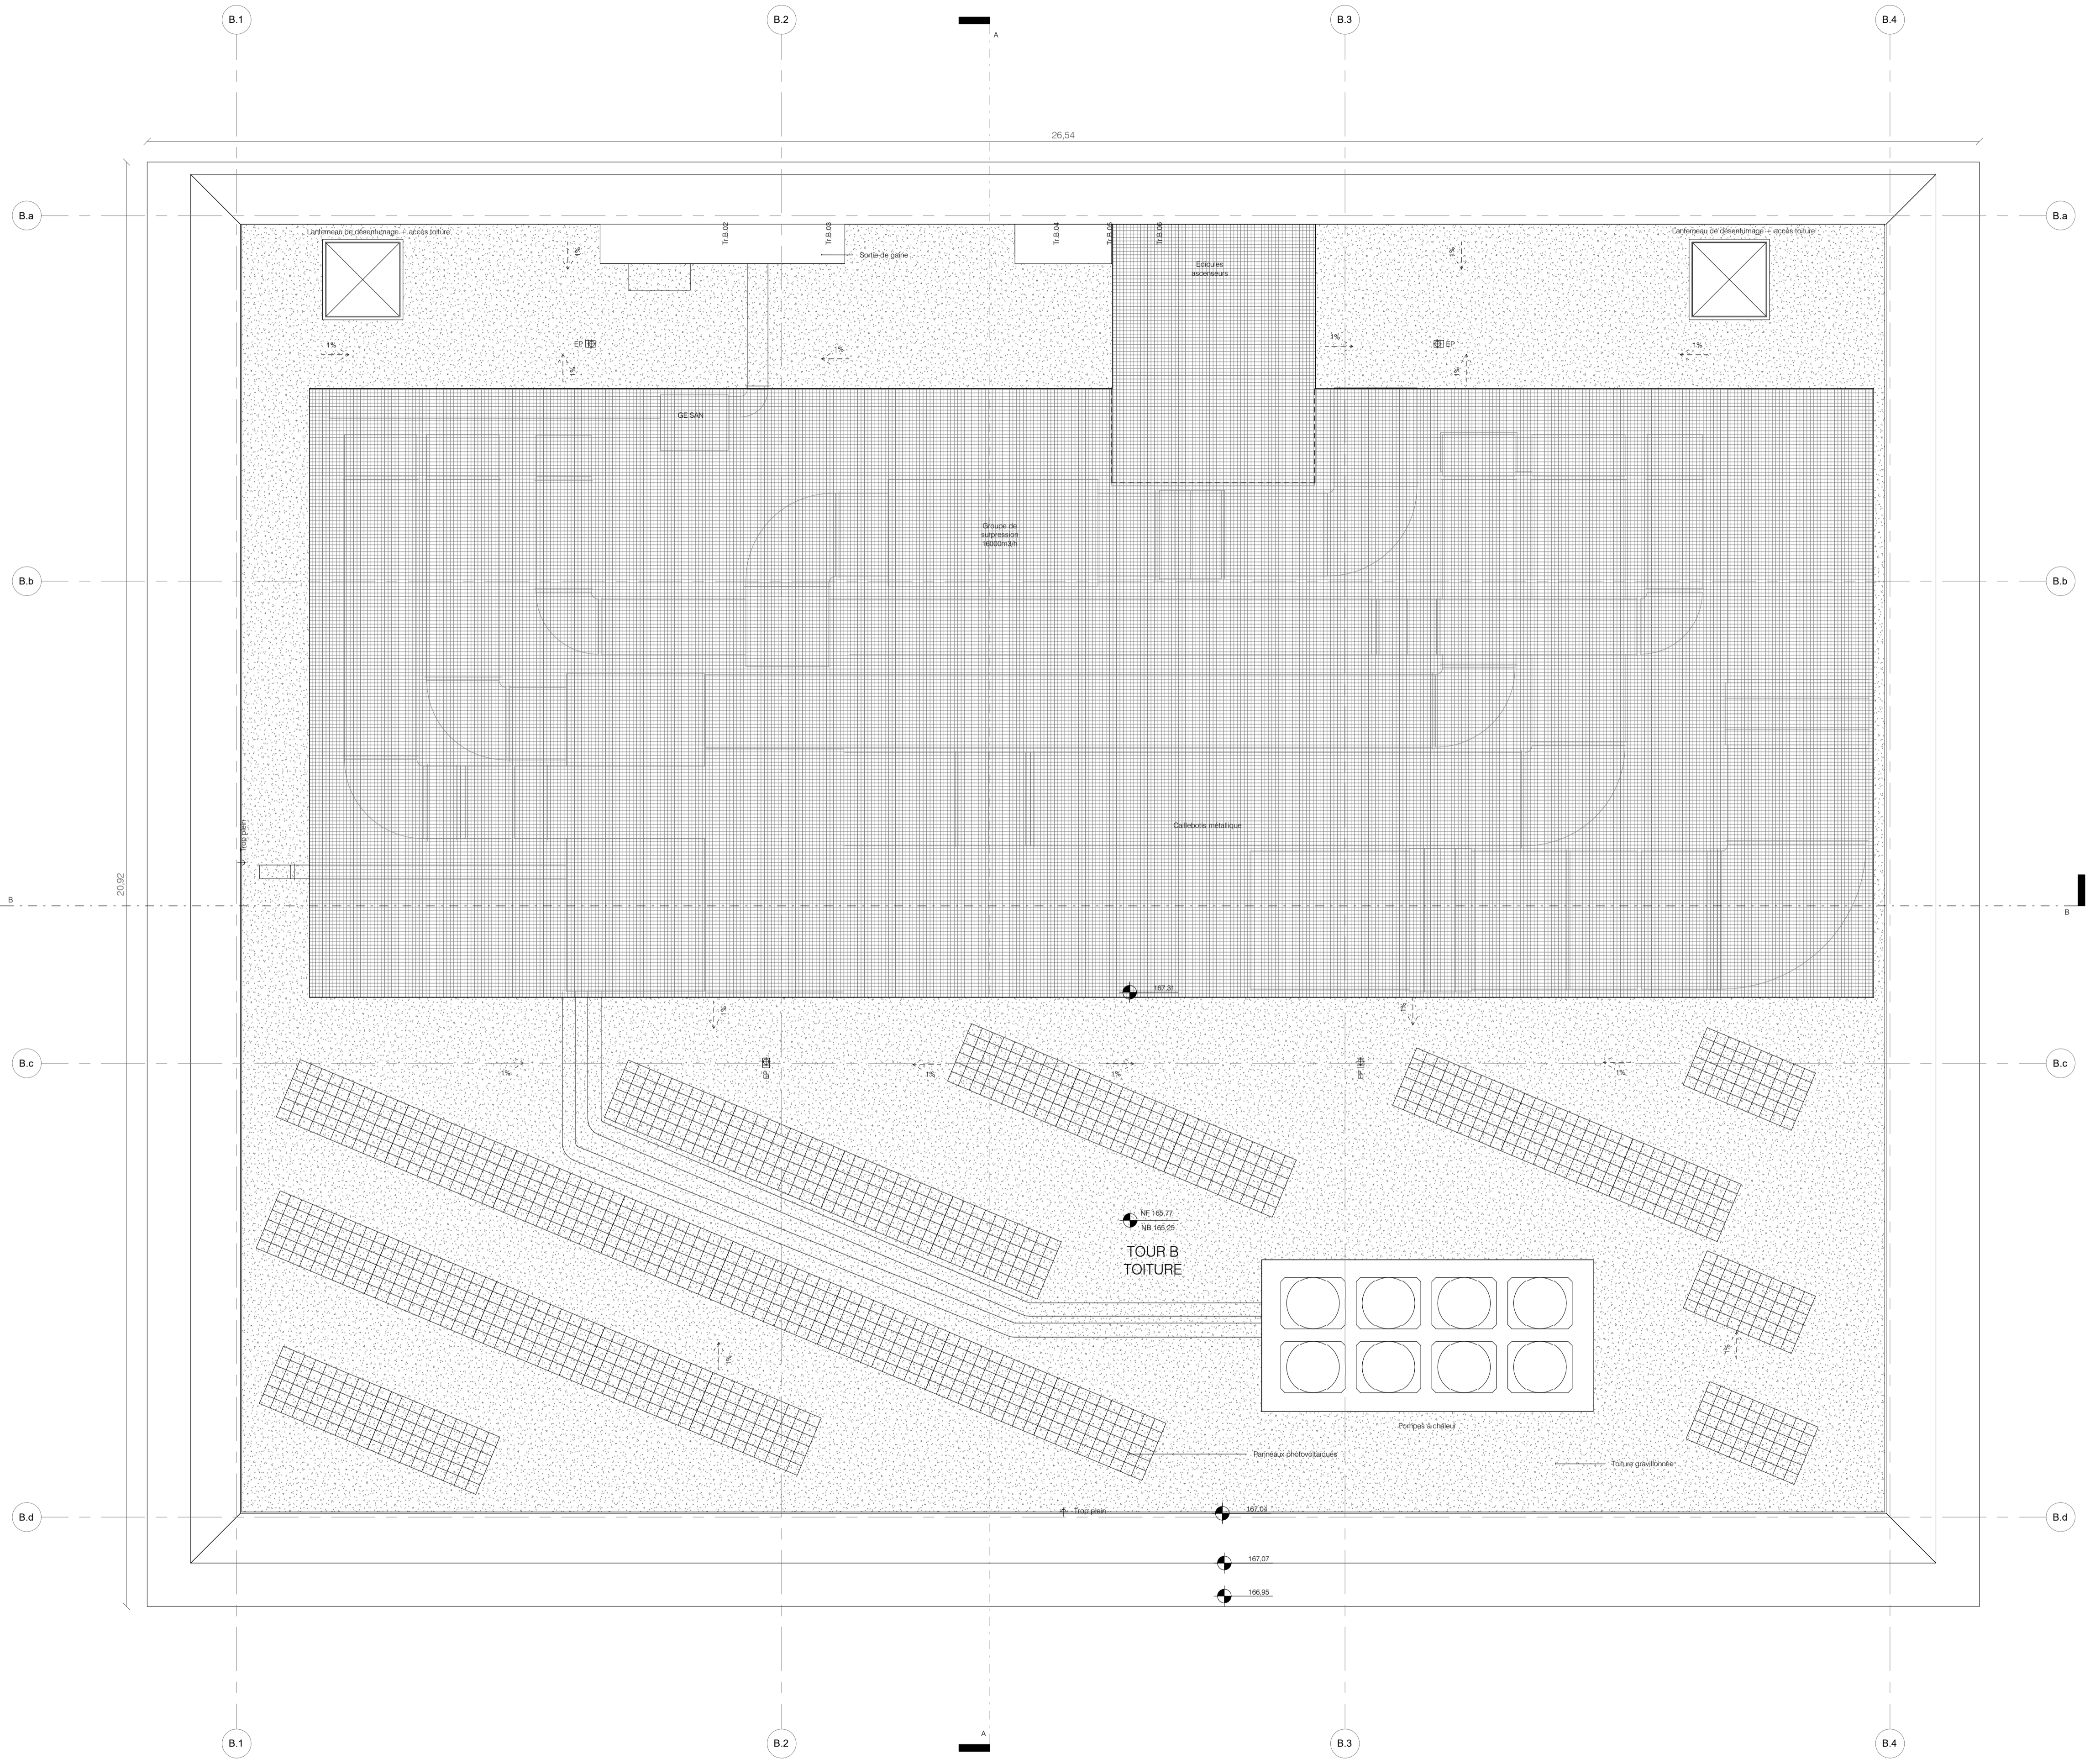 B.1
B.2
A
B.3
B.4
26,54
B.a
B.a
Lanterneau de désenfumage + accès toiture
Tr.B.02
Tr.B.03
Tr.B.04
Tr.B.05
Tr.B.06
Lanterneau de désenfumage + accès toiture
1%
Sortie de gaine
1%
Edicules
ascenseurs
1%
EP
1%
1%
EP
1%
1%
1%
GE SAN
Groupe de
surpression
16000m3/h
B.b
B.b
Caillebotis métallique
Trop plein
20,92
B
B
167,31
1%
1%
B.c
B.c
1%
EP
1%
1%
EP
1%
NF 165,77
NB 165,25
TOUR B
TOITURE
1%
1%
Pompes à chaleur
Panneaux photovoltaïques
Toiture gravillonnée
Trop plein
167,04
B.d
B.d
167,07
166,95
A
B.1
B.2
B.3
B.4